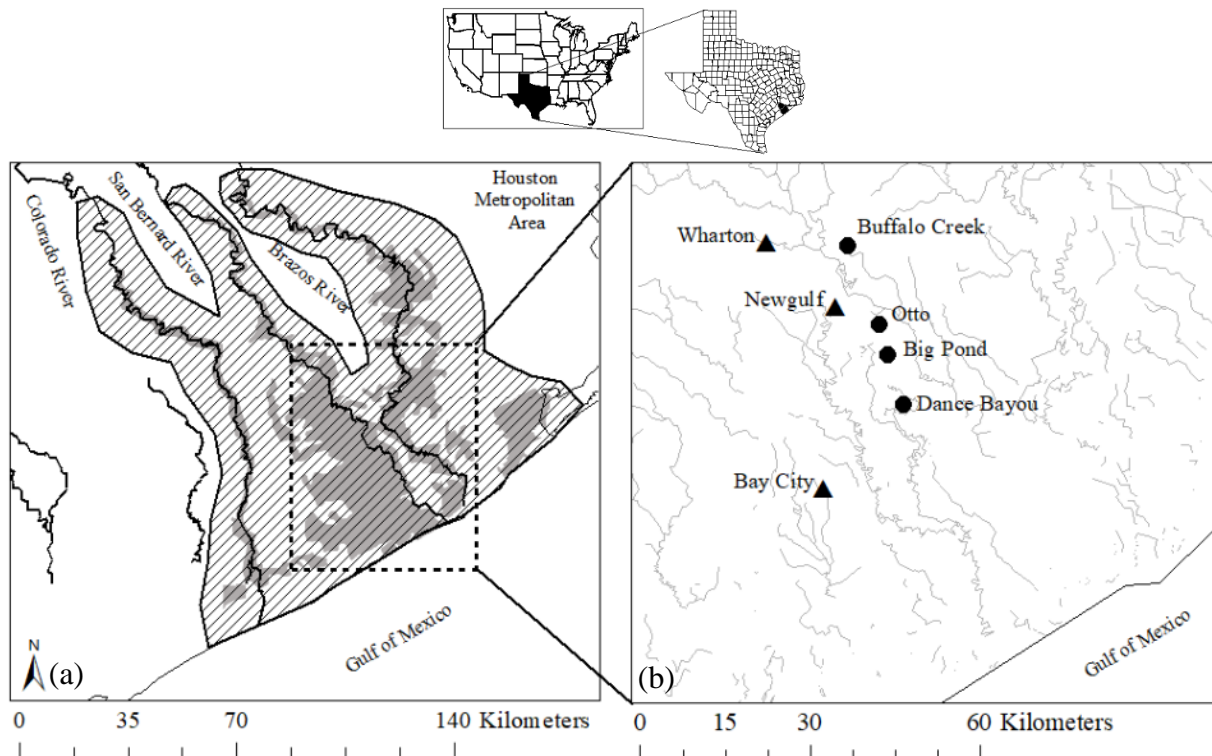 Houston
Metropolitan
Area
San Bernard River
Colorado River
Brazos River
Gulf of Mexico
N
(a)
0 35 70 140 Kilometers
Buffalo Creek
Wharton
Newgulf
Otto
Big Pond
Dance Bayou
Bay City
Gulf of Mexico
(b)
0 15 30 60 Kilometers